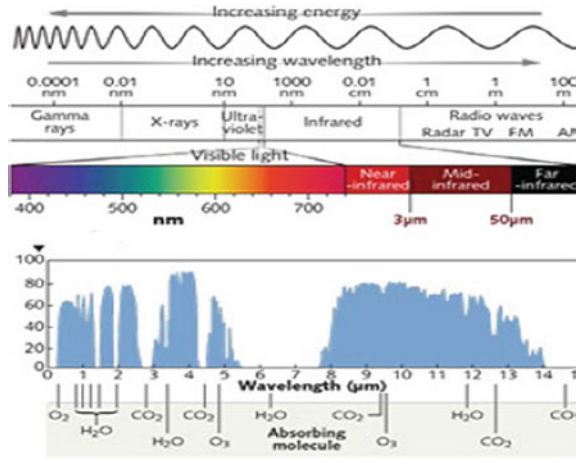 Increasing energy
Increasing wavelength
0.0001 nm 0.01 nm 10 nm 1000 nm 0.01 cm 1 cm 1 m 100 m
Gamma rays X-rays Ultra-violet Infrared Radio waves
Radar TV FM AM
Visible light
Near-infrared Mid-infrared Far-infrared
400 500 600 700
nm 3μm 50μm
100
80
60
40
20
0
0 1 2 3 4 5 6 7 8 9 10 11 12 13 14
Wavelength (μm)
O₂ CO₂ CO₂ H₂O CO₂ H₂O
H₂O H₂O O₃ Absorbing molecule O₃ CO₂